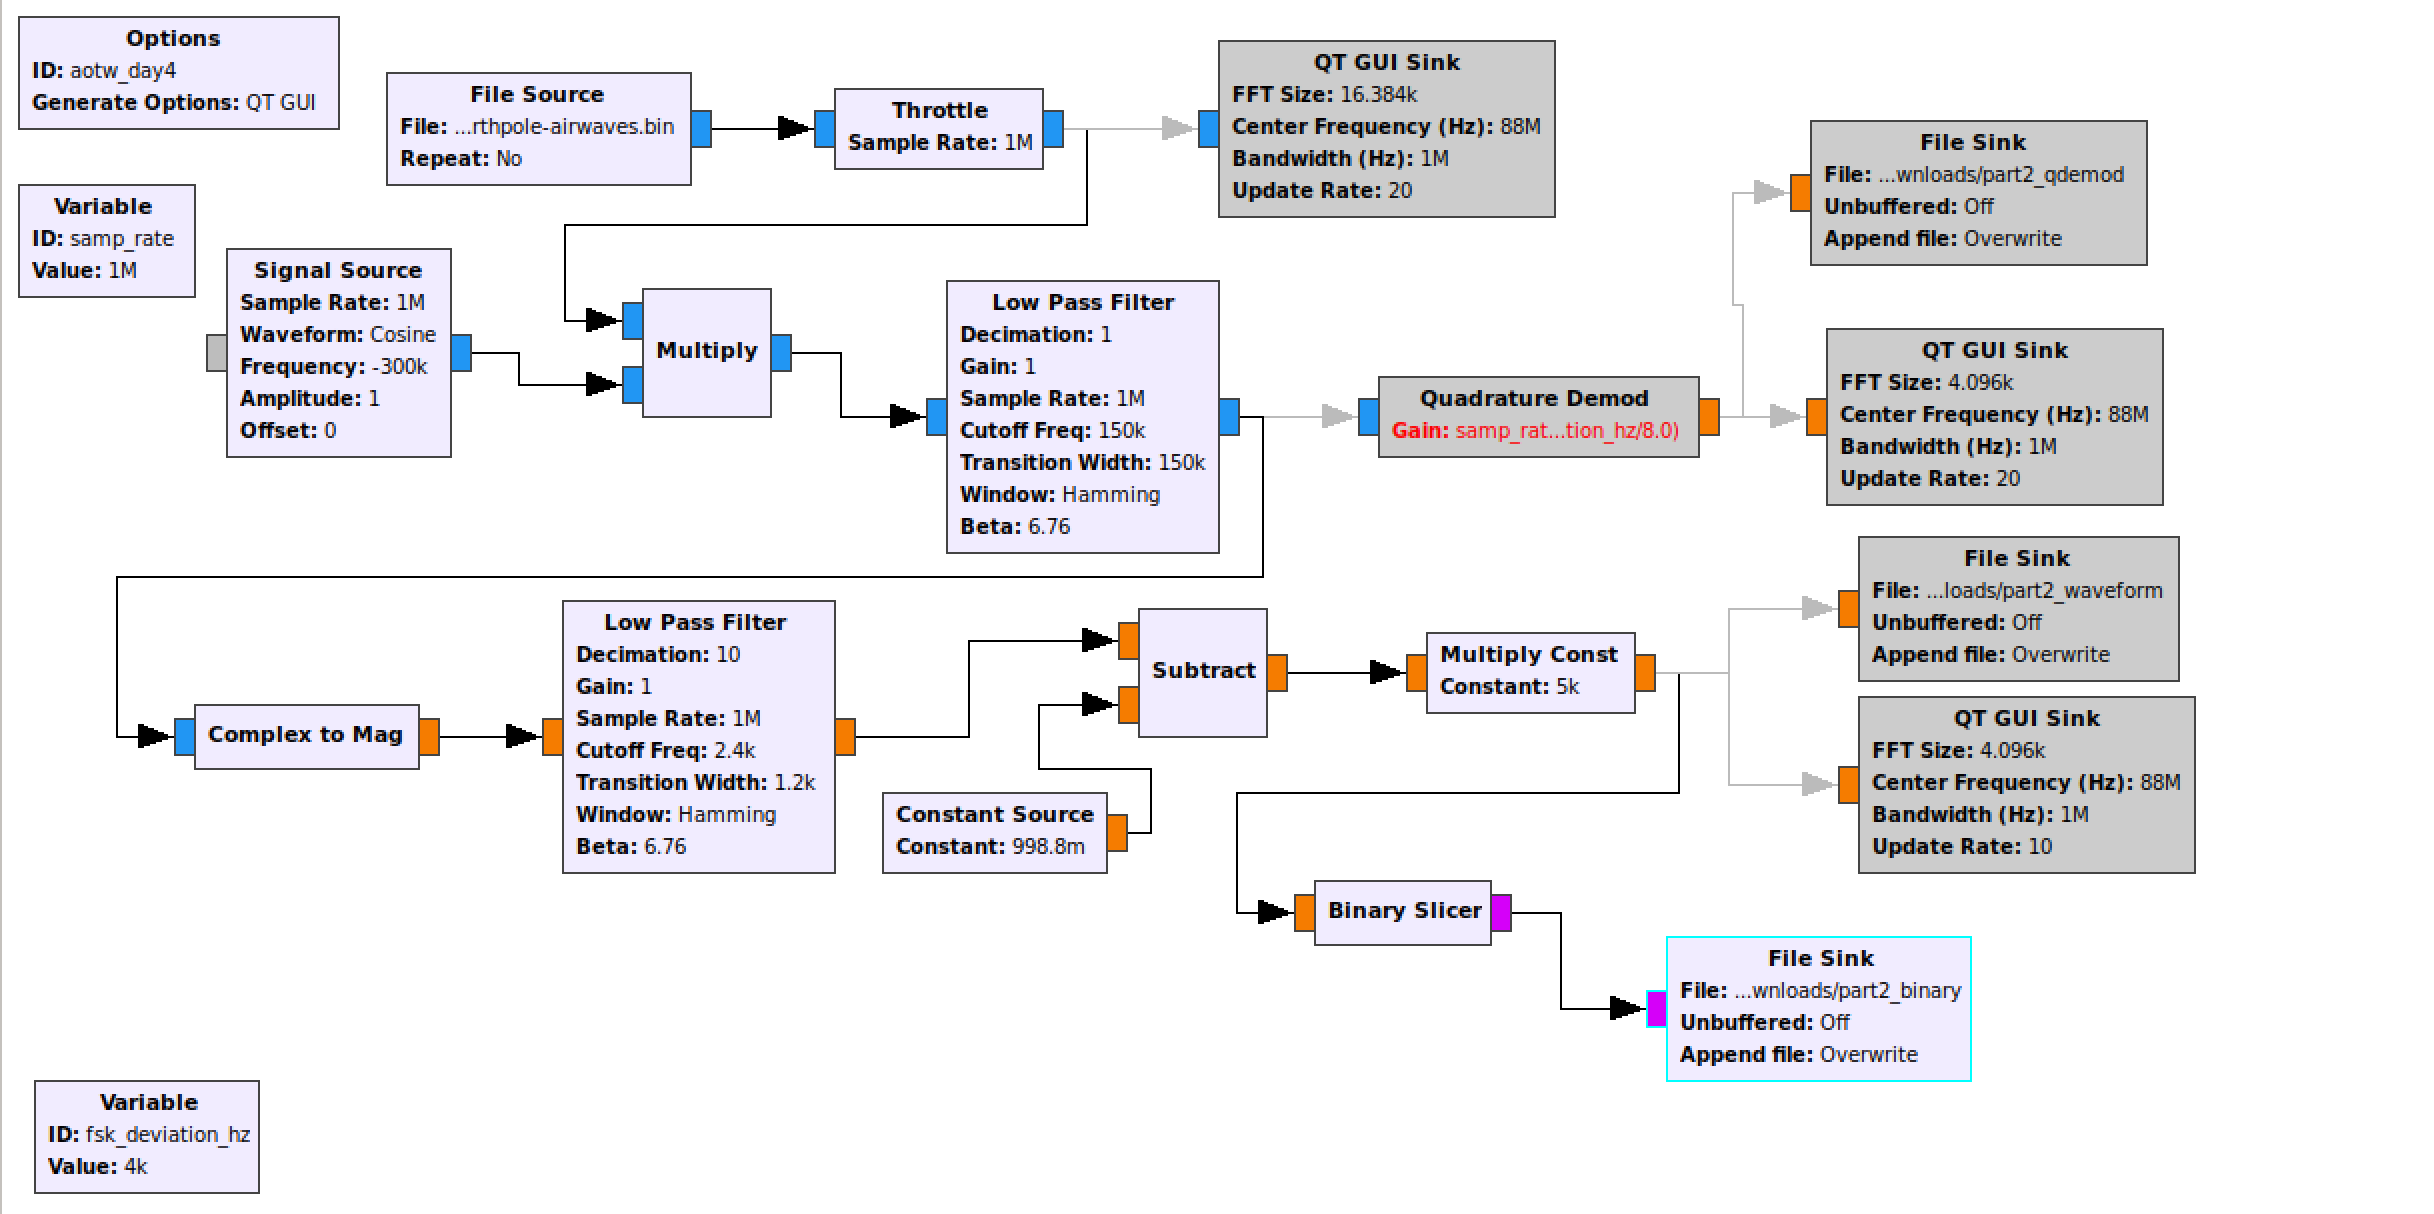 Options
ID: aotw_day4
Generate Options: QT GUI
File Source
File: ...rthpole-airwaves.bin
Repeat: No
Throttle
Sample Rate: 1M
QT GUI Sink
FFT Size: 16.384k
Center Frequency (Hz): 88M
Bandwidth (Hz): 1M
Update Rate: 20
File Sink
File: ...wnloads/part2_qdemod
Unbuffered: Off
Append file: Overwrite
Variable
ID: samp_rate
Value: 1M
Signal Source
Sample Rate: 1M
Waveform: Cosine
Frequency: -300k
Amplitude: 1
Offset: 0
Multiply
Low Pass Filter
Decimation: 1
Gain: 1
Sample Rate: 1M
Cutoff Freq: 150k
Transition Width: 150k
Window: Hamming
Beta: 6.76
Quadrature Demod
Gain: samp_rat...tion_hz/8.0)
QT GUI Sink
FFT Size: 4.096k
Center Frequency (Hz): 88M
Bandwidth (Hz): 1M
Update Rate: 20
Complex to Mag
Low Pass Filter
Decimation: 10
Gain: 1
Sample Rate: 1M
Cutoff Freq: 2.4k
Transition Width: 1.2k
Window: Hamming
Beta: 6.76
Constant Source
Constant: 998.8m
Subtract
Multiply Const
Constant: 5k
File Sink
File: ...loads/part2_waveform
Unbuffered: Off
Append file: Overwrite
QT GUI Sink
FFT Size: 4.096k
Center Frequency (Hz): 88M
Bandwidth (Hz): 1M
Update Rate: 10
Binary Slicer
File Sink
File: ...wnloads/part2_binary
Unbuffered: Off
Append file: Overwrite
Variable
ID: fsk_deviation_hz
Value: 4k